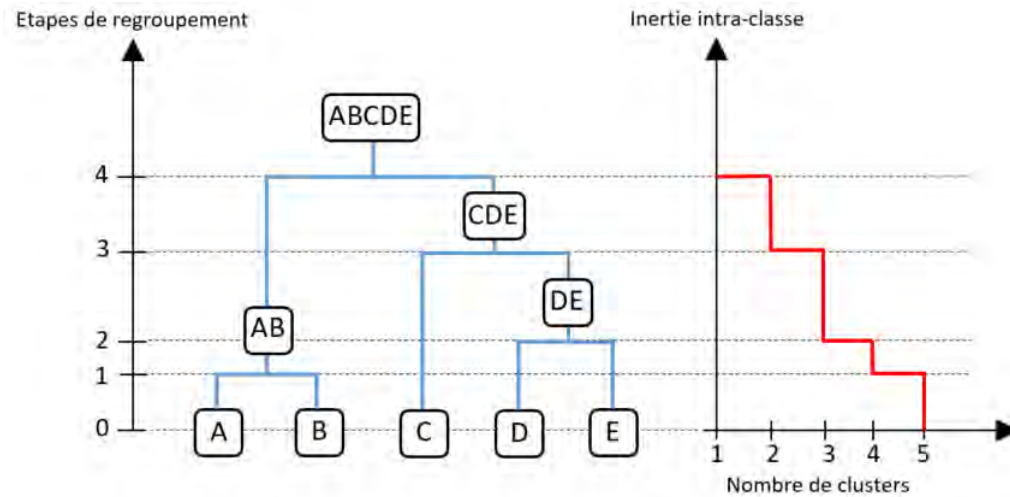 Etapes de regroupement
Inertie intra-classe
ABCDE
4
CDE
3
DE
AB
2
1
A B C D E
0
1 2 3 4 5
Nombre de clusters